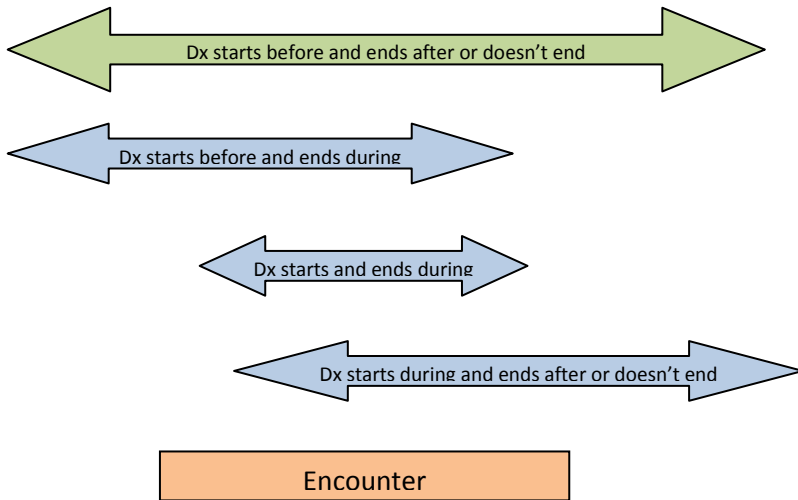 Dx starts before and ends after or doesn’t end
Dx starts before and ends during
Dx starts and ends during
Dx starts during and ends after or doesn’t end
Encounter